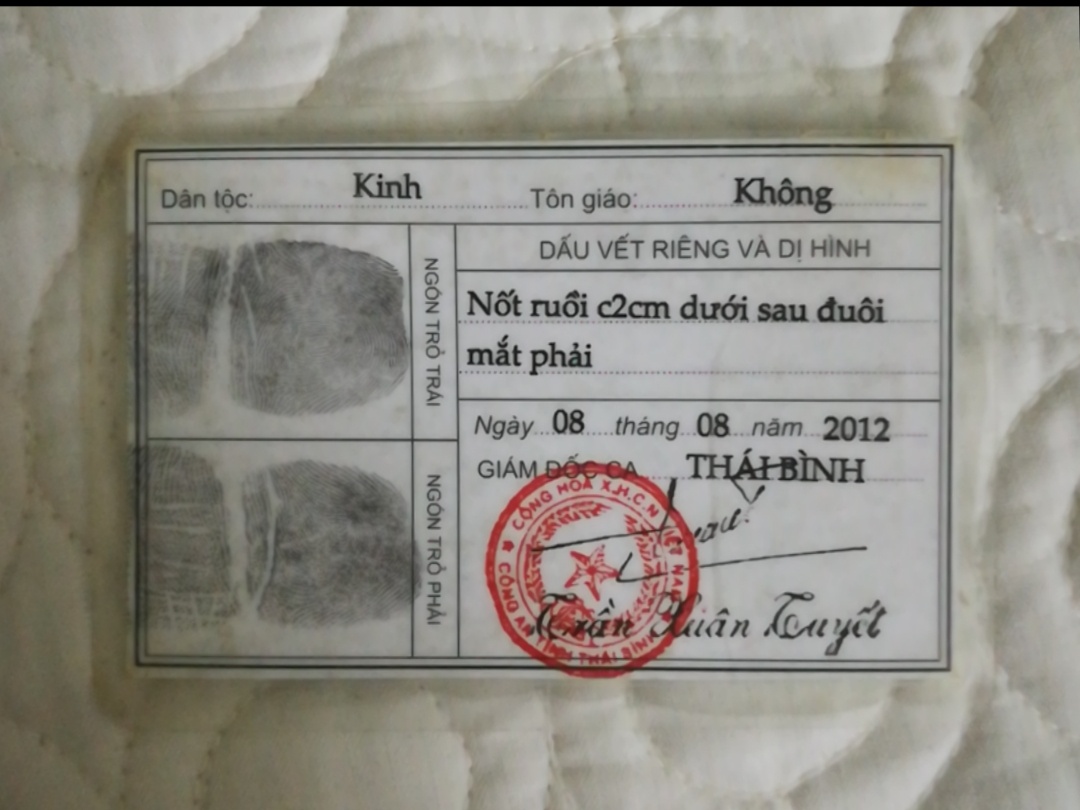 Dân tộc: Kinh Tôn giáo: Không
NGÓN TRỎ TRÁI
DẤU VẾT RIÊNG VÀ DỊ HÌNH
Nốt ruồi c2cm dưới sau đuôi
mắt phải
NGÓN TRỎ PHẢI
Ngày 08 tháng 08 năm 2012
GIÁM ĐỐC CA THÁI BÌNH
CỘNG HÒA X.H.C.N VIỆT NAM
CÔNG AN TỈNH THÁI BÌNH
Trần Xuân Tuyết